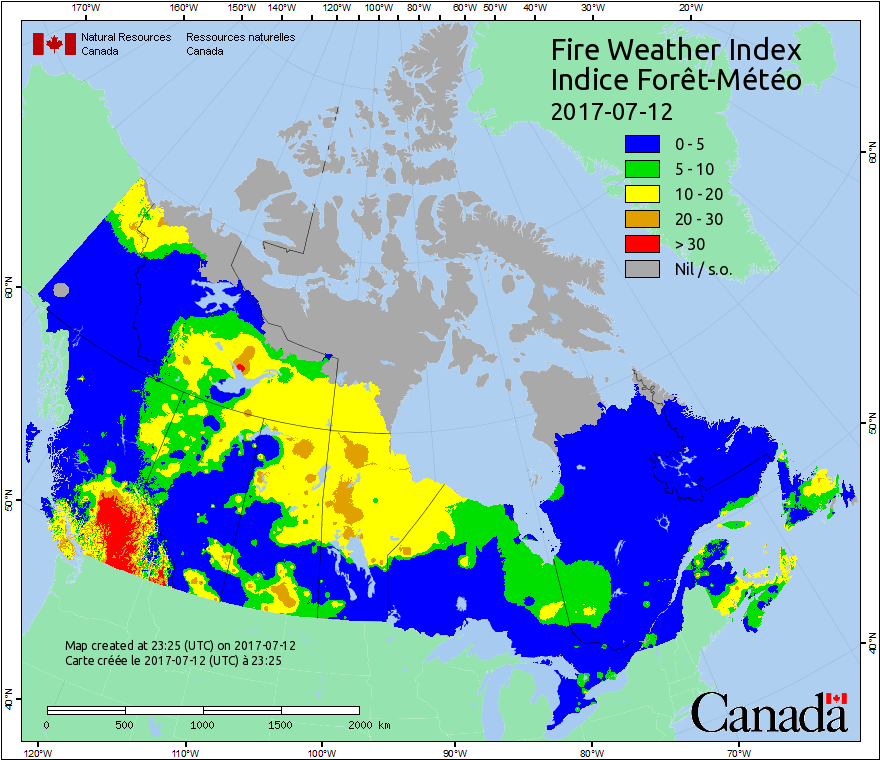 170°W 160°W 150°W 140°W 120°W 100°W 80°W 60°W 50°W 40°W 30°W 20°W
Natural Resources Ressources naturelles
Canada Canada
Fire Weather Index
Indice Forêt-Météo
2017-07-12
0 - 5
5 - 10
10 - 20
20 - 30
> 30
Nil / s.o.
60°N
60°N
50°N
50°N
40°N
40°N
Map created at 23:25 (UTC) on 2017-07-12
Carte créée le 2017-07-12 (UTC) à 23:25
0 500 1000 1500 2000 km
Canada
120°W 110°W 100°W 90°W 80°W 70°W